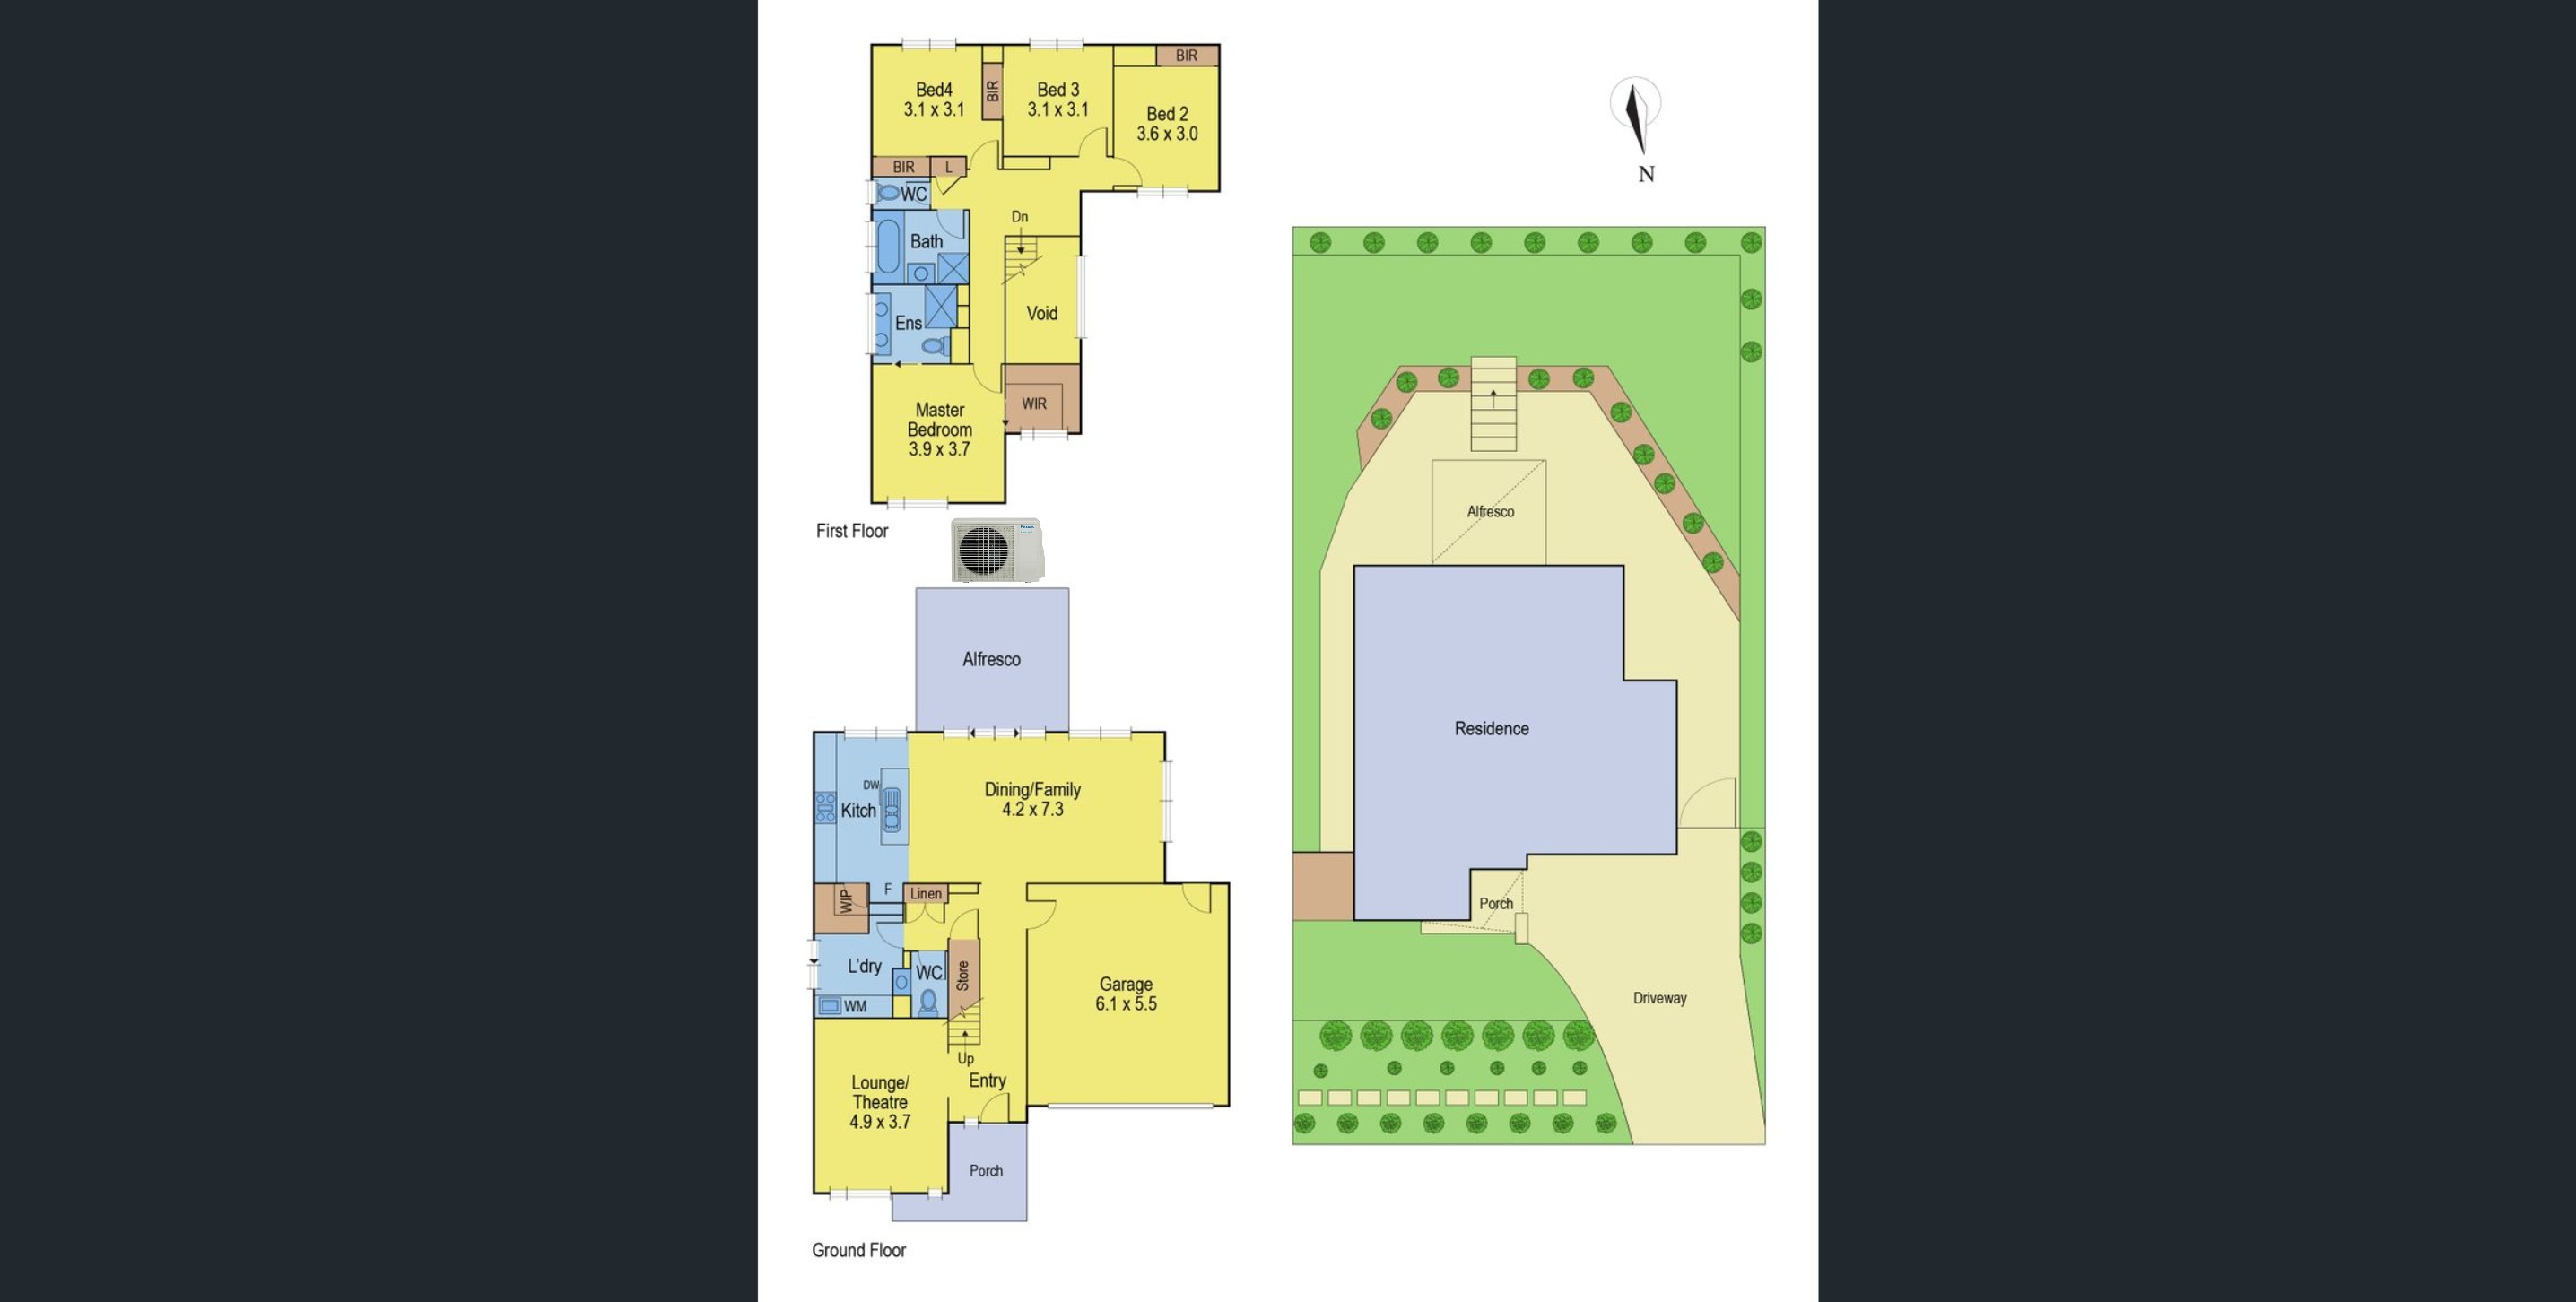 BIR
Bed4
3.1 x 3.1
BIR
Bed 3
3.1 x 3.1
Bed 2
3.6 x 3.0
BIR
L
WC
Dn
Bath
Ens
Void
Master
Bedroom
3.9 x 3.7
WIR
First Floor
Alfresco
DW
Kitch
Dining/Family
4.2 x 7.3
WIP
F
Linen
L'dry
WC
Store
WM
Garage
6.1 x 5.5
Up
Entry
Lounge/
Theatre
4.9 x 3.7
Porch
Ground Floor
N
Alfresco
Residence
Porch
Driveway